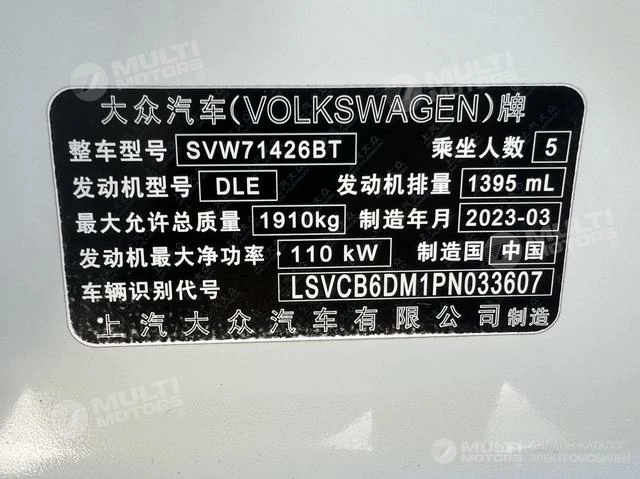 MULTI MOTORS
MULTI MOTORS
大众汽车(VOLKSWAGEN)牌
整车型号 SVW71426BT 乘坐人数 5
发动机型号 DLE 发动机排量 1395 mL
最大允许总质量 1910kg 制造年月 2023-03
发动机最大净功率 110 kW 制造国 中国
车辆识别代号 LSVCB6DM1PN033607
上汽大众汽车有限公司 制造
MULTI MOTORS
MULTI MOTORS
ОНЛАЙН-КАТАЛОГ ЭЛЕКТРОМОБИЛЕЙ